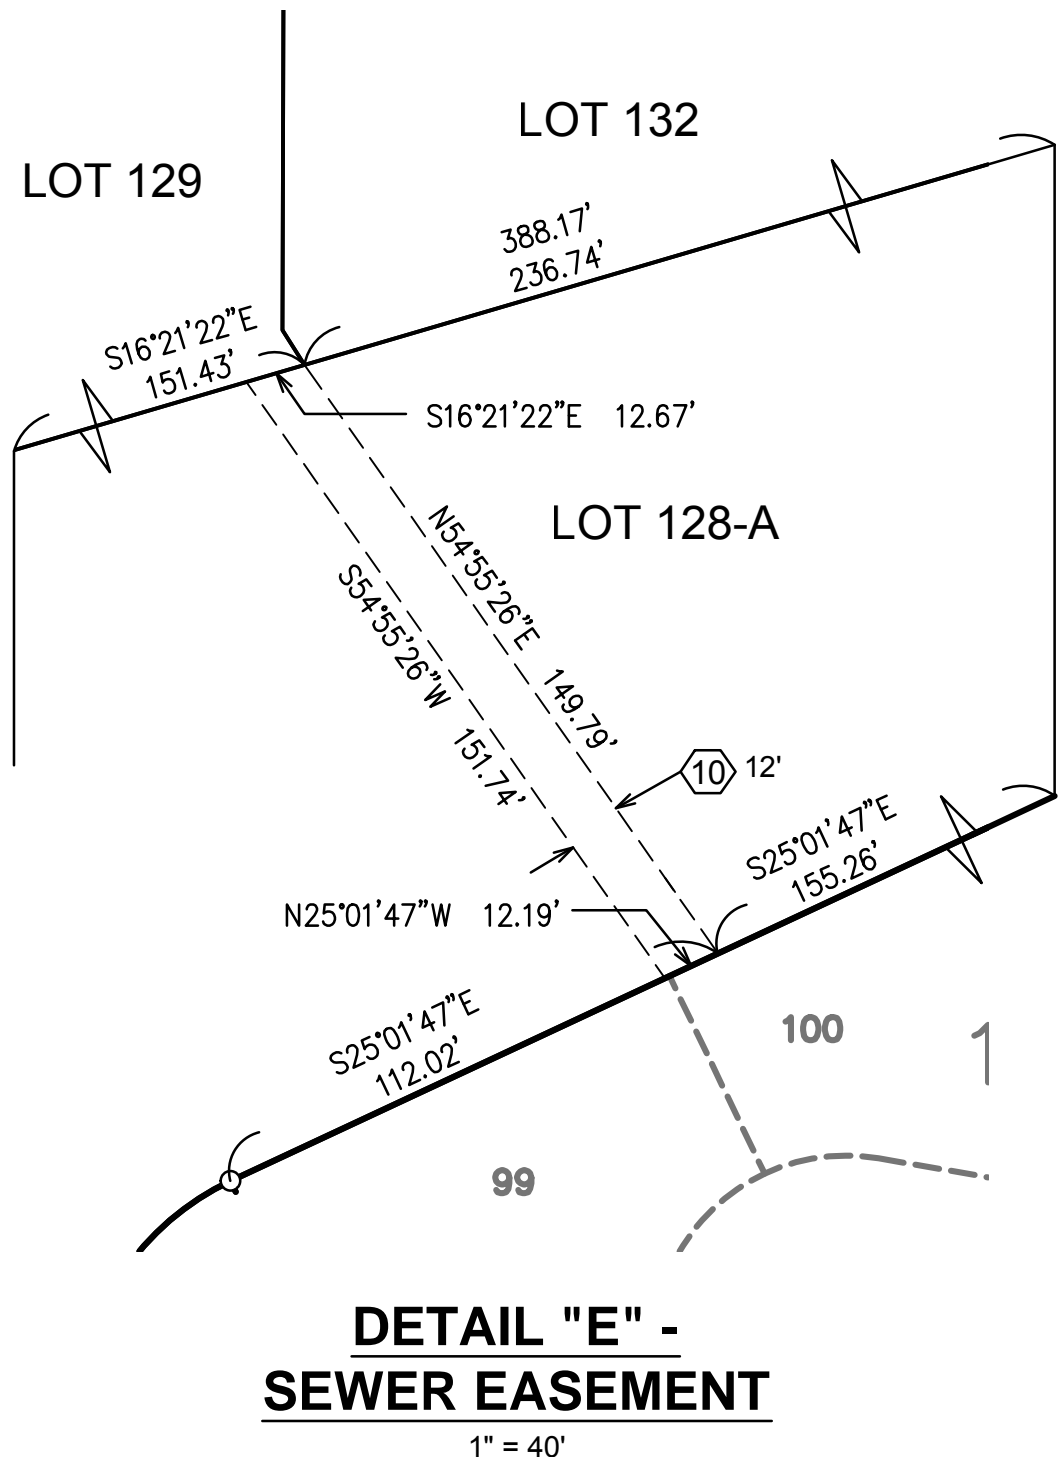 LOT 132
LOT 129
388.17'
236.74'
S16°21'22"E
151.43'
S16°21'22"E 12.67'
LOT 128-A
N54°55'26"E 149.79'
S54°55'26"W 151.74'
10 12'
S25°01'47"E
155.26'
N25°01'47"W 12.19'
S25°01'47"E
112.02'
100
1
99
DETAIL "E" -
SEWER EASEMENT
1" = 40'